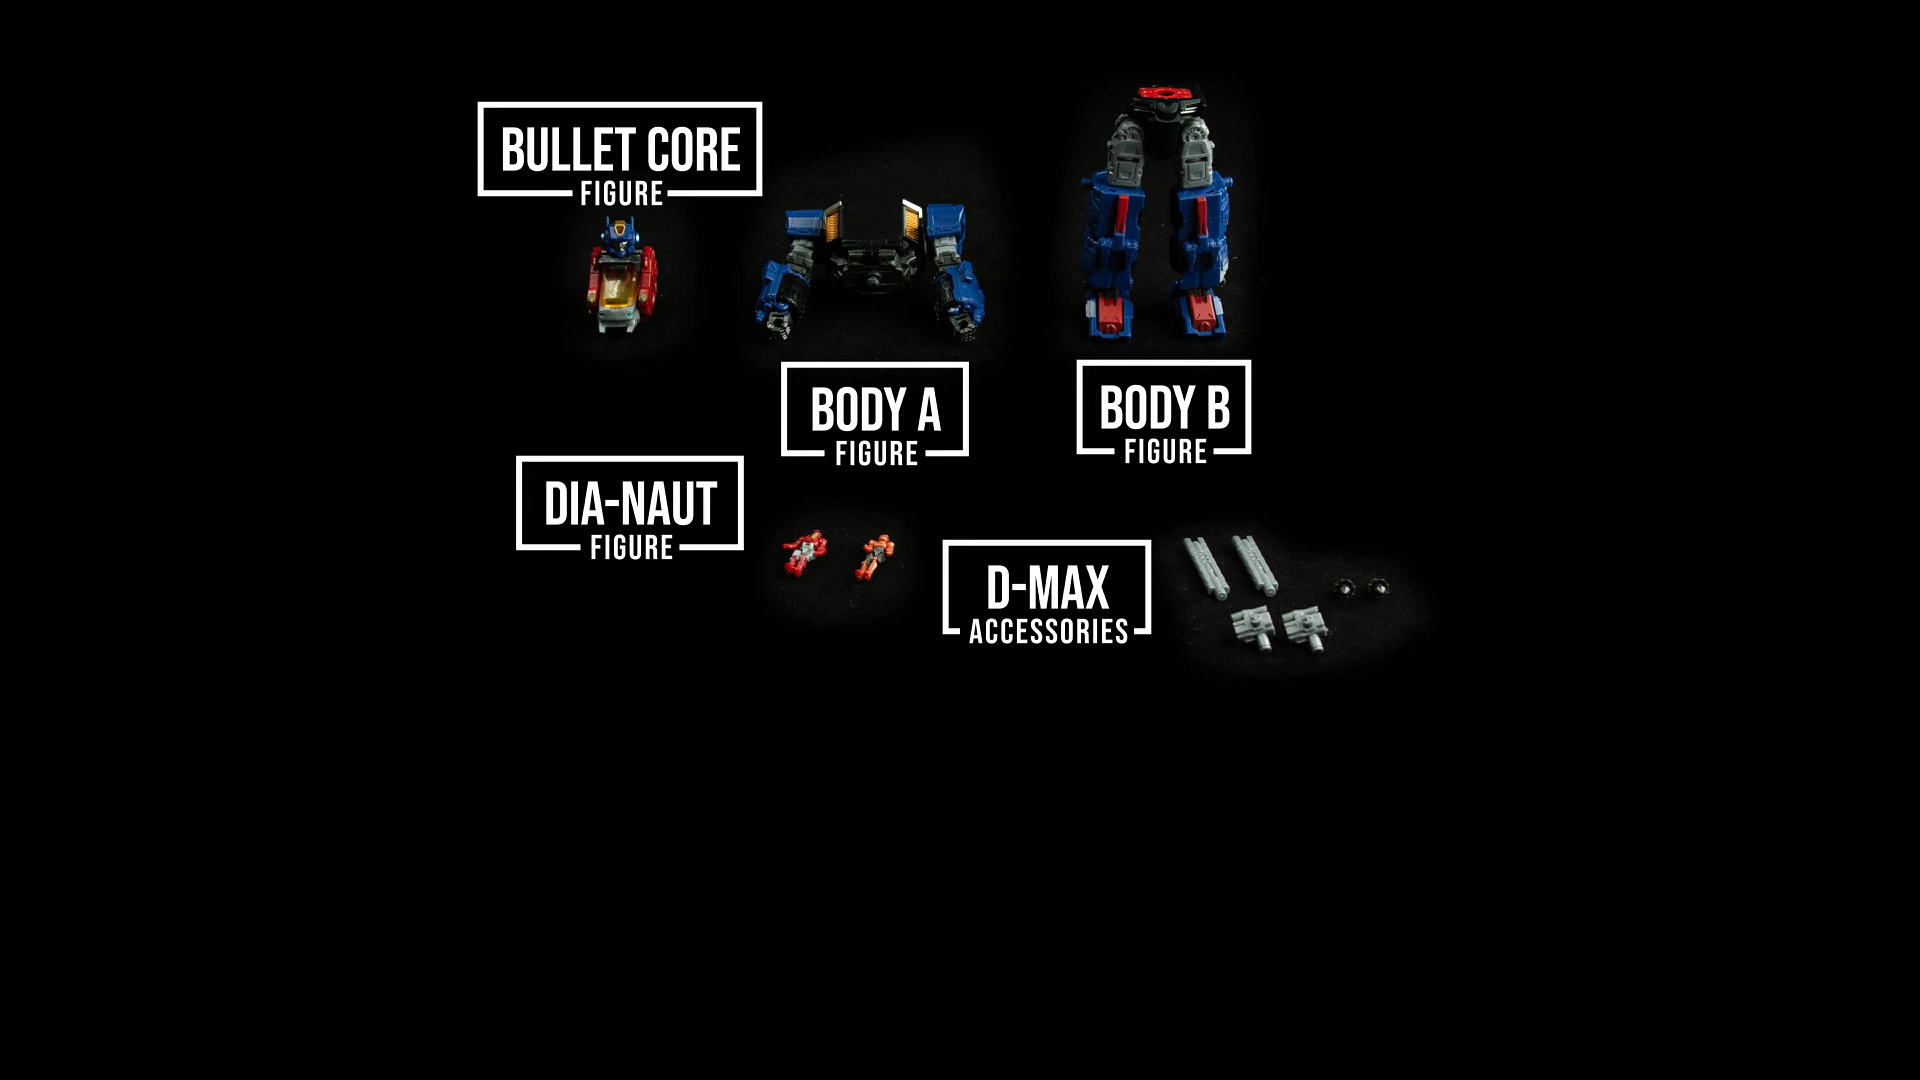 BULLET CORE
FIGURE
BODY A
FIGURE
BODY B
FIGURE
DIA-NAUT
FIGURE
D-MAX
ACCESSORIES